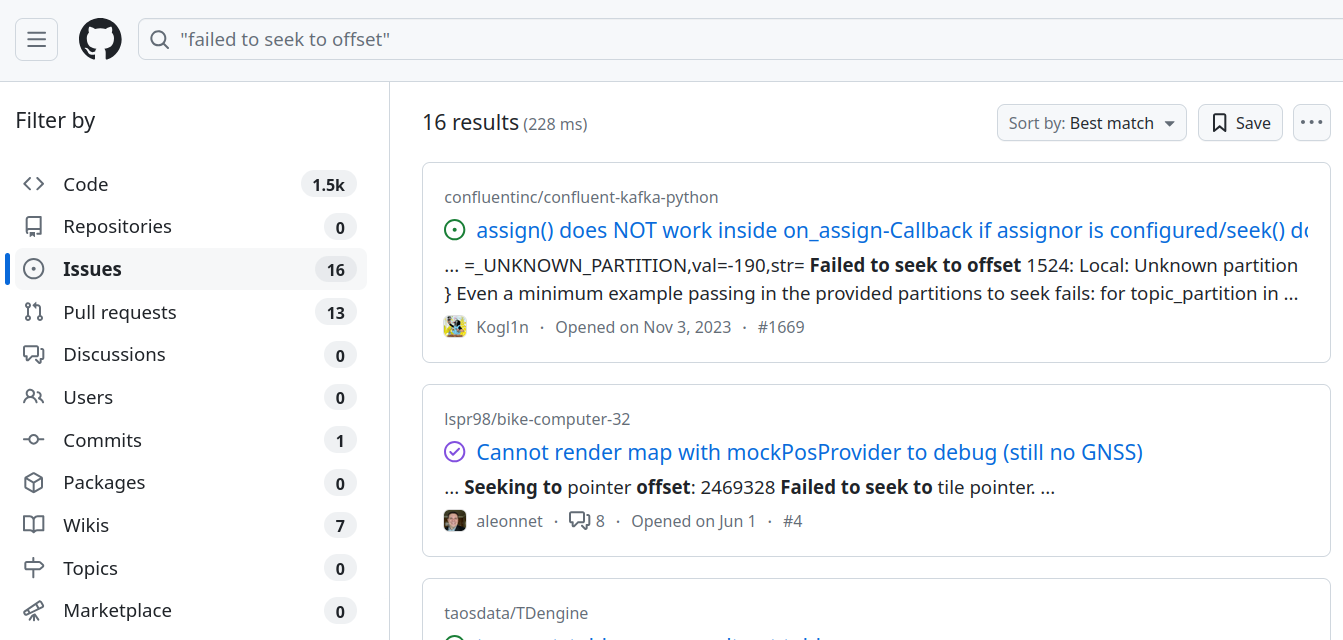 "failed to seek to offset"
Filter by
Code 1.5k
Repositories 0
Issues 16
Pull requests 13
Discussions 0
Users 0
Commits 1
Packages 0
Wikis 7
Topics 0
Marketplace 0
16 results (228 ms)
Sort by: Best match
Save
confluentinc/confluent-kafka-python
assign() does NOT work inside on_assign-Callback if assignor is configured/seek() do
... =_UNKNOWN_PARTITION,val=-190,str= Failed to seek to offset 1524: Local: Unknown partition
} Even a minimum example passing in the provided partitions to seek fails: for topic_partition in ...
Kogl1n · Opened on Nov 3, 2023 · #1669
lspr98/bike-computer-32
Cannot render map with mockPosProvider to debug (still no GNSS)
... Seeking to pointer offset: 2469328 Failed to seek to tile pointer. ...
aleonnet · 8 · Opened on Jun 1 · #4
taosdata/TDengine